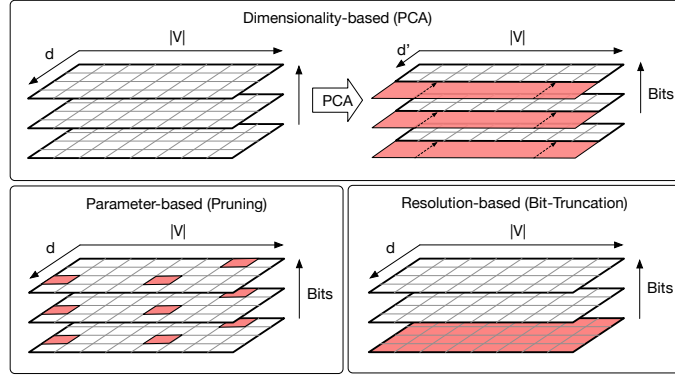 Dimensionality-based (PCA)
|V|
d
PCA
|V|
d'
Bits
Parameter-based (Pruning)
|V|
d
Bits
Resolution-based (Bit-Truncation)
|V|
d
Bits